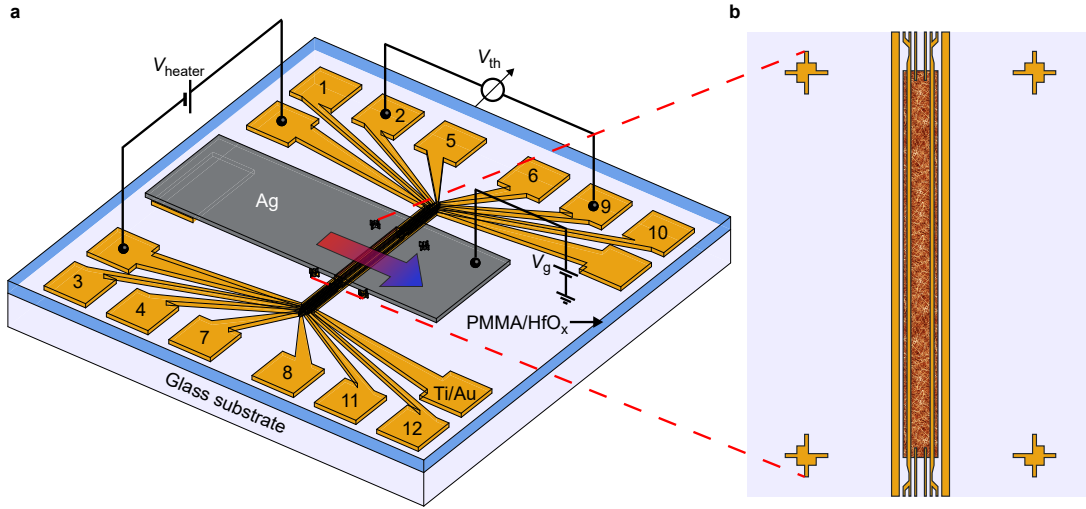 a
b
V_heater
V_th
1
2
5
6
9
10
Ag
V_g
3
4
7
8
11
12
Ti/Au
PMMA/HfO_x
Glass substrate